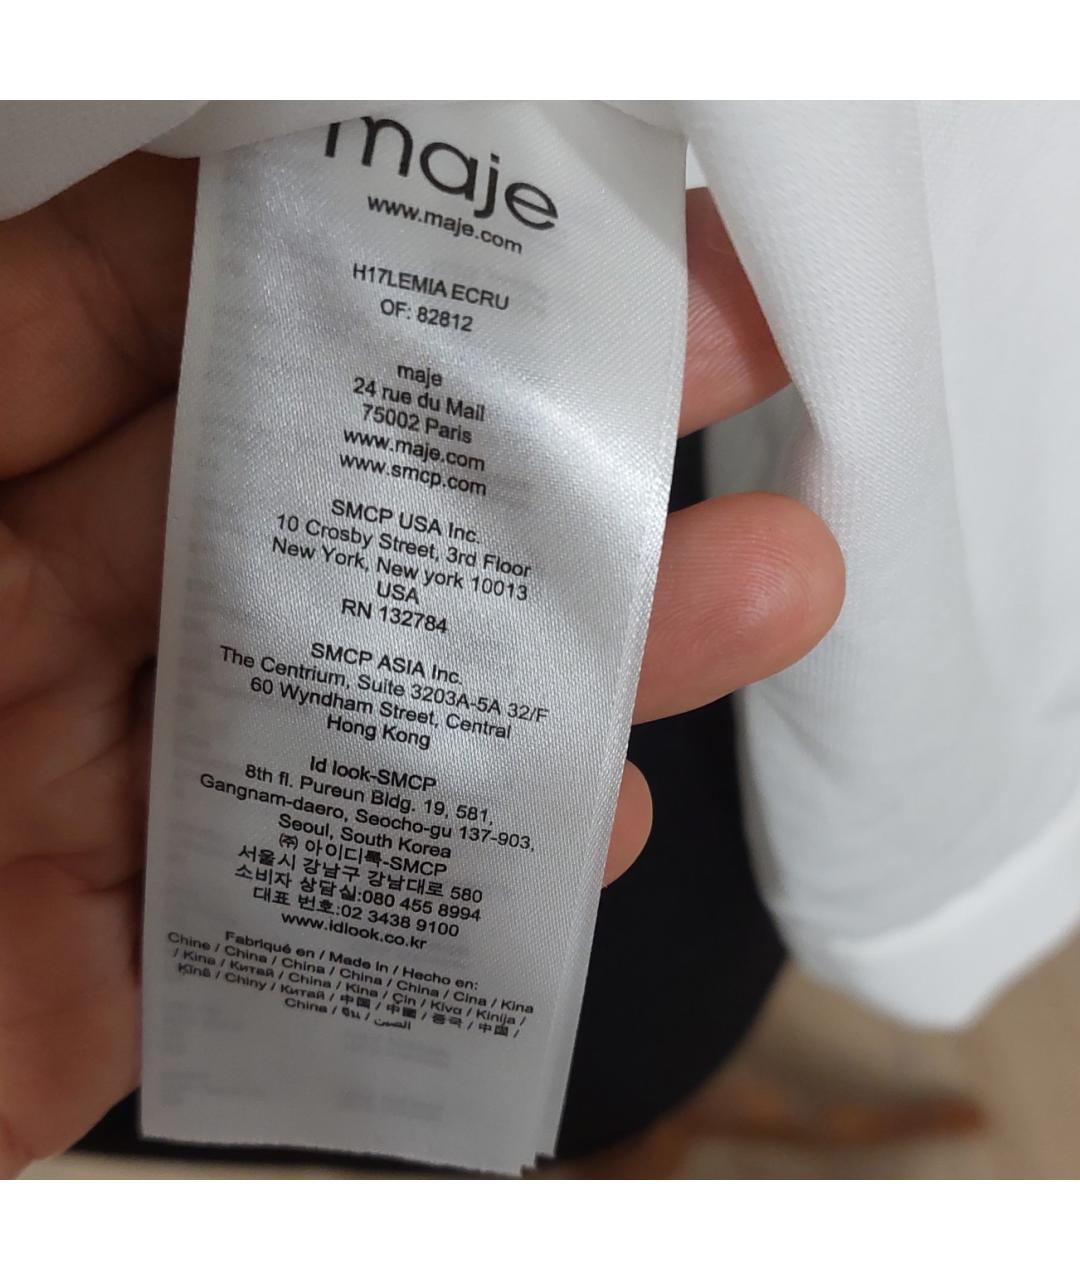 maje
www.maje.com
H17LEMIA ECRU
OF: 82812
maje
24 rue du Mail
75002 Paris
www.maje.com
www.smcp.com
SMCP USA Inc.
10 Crosby Street, 3rd Floor
New York, New york 10013
USA
RN 132784
SMCP ASIA Inc.
The Centrium, Suite 3203A-5A 32/F
60 Wyndham Street, Central
Hong Kong
Id look-SMCP
8th fl. Pureun Bldg. 19, 581,
Gangnam-daero, Seocho-gu 137-903,
Seoul, South Korea
(주) 아이디룩-SMCP
서울시 강남구 강남대로 580
소비자 상담실:080 455 8994
대표 번호:02 3438 9100
www.idlook.co.kr
Fabriqué en / Made in / Hecho en:
Chine / China / China / China / China / Cina / Kina
/ Kina / Китай / China / Kina / Çin / Kíva / Kinija /
Ķīnā / Chiny / Китай / 中国 / 中國 / 중국 / 中国 /
China / จีน / الصين